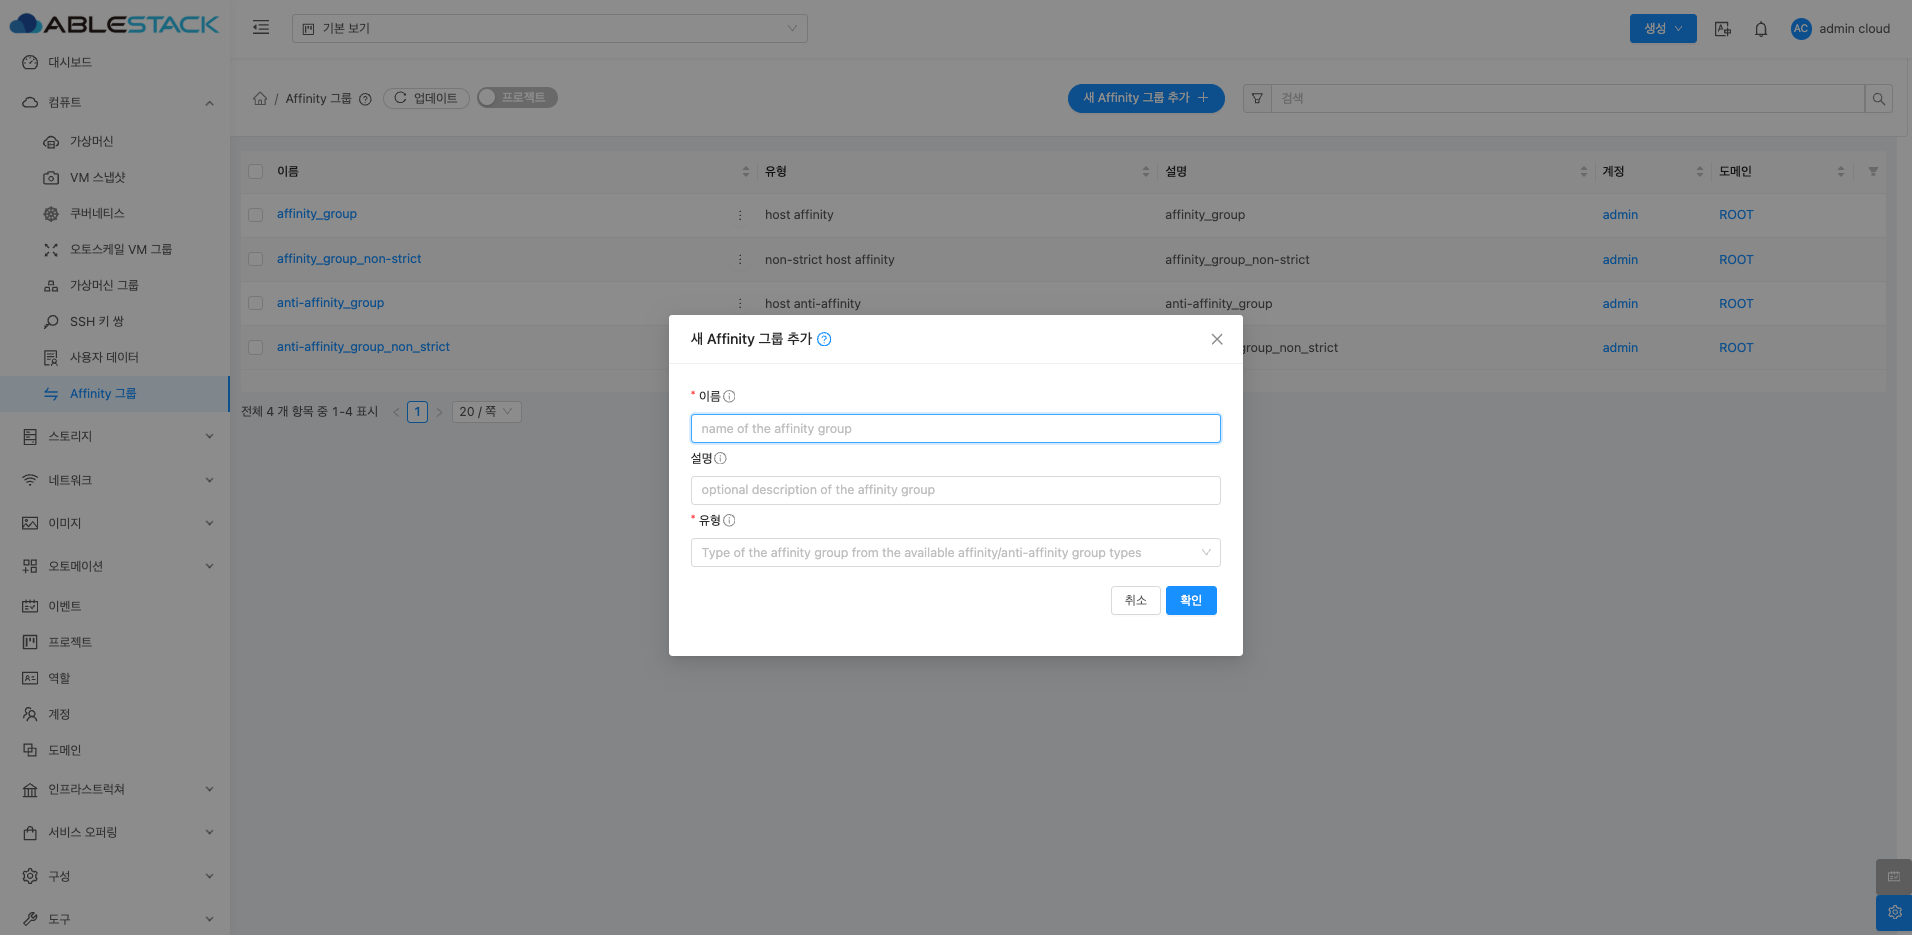 ABLESTACK
기본 보기
생성
AC
admin cloud
대시보드
컴퓨트
가상머신
VM 스냅샷
쿠버네티스
오토스케일 VM 그룹
가상머신 그룹
SSH 키 쌍
사용자 데이터
Affinity 그룹
스토리지
네트워크
이미지
오토메이션
이벤트
프로젝트
역할
계정
도메인
인프라스트럭쳐
서비스 오퍼링
구성
도구
/ Affinity 그룹 업데이트 프로젝트
새 Affinity 그룹 추가 +
검색
이름 유형 설명 계정 도메인
affinity_group host affinity affinity_group admin ROOT
affinity_group_non-strict non-strict host affinity affinity_group_non-strict admin ROOT
anti-affinity_group host anti-affinity anti-affinity_group admin ROOT
anti-affinity_group_non_strict group_non_strict admin ROOT
전체 4 개 항목 중 1-4 표시 < 1 > 20 / 쪽
새 Affinity 그룹 추가
* 이름
name of the affinity group
설명
optional description of the affinity group
* 유형
Type of the affinity group from the available affinity/anti-affinity group types
취소 확인